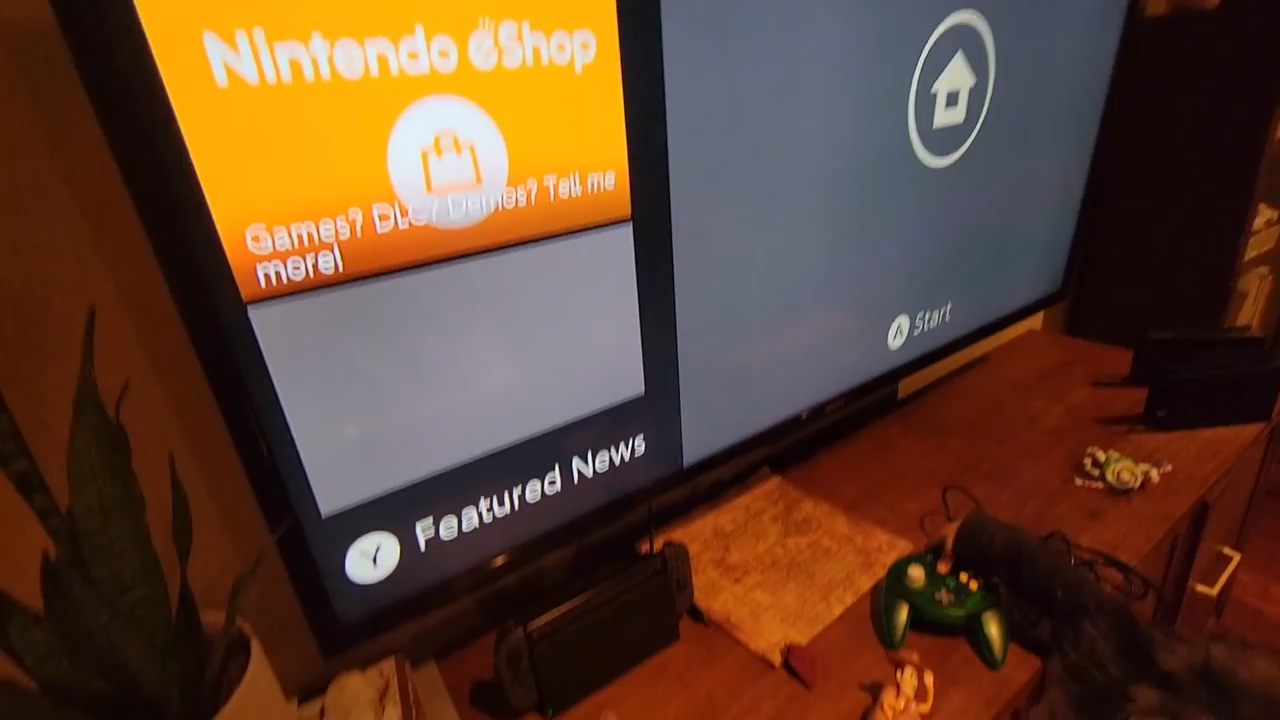 Nintendo eShop
Games? DLC? Demos? Tell me
more!
Y Featured News
A Start